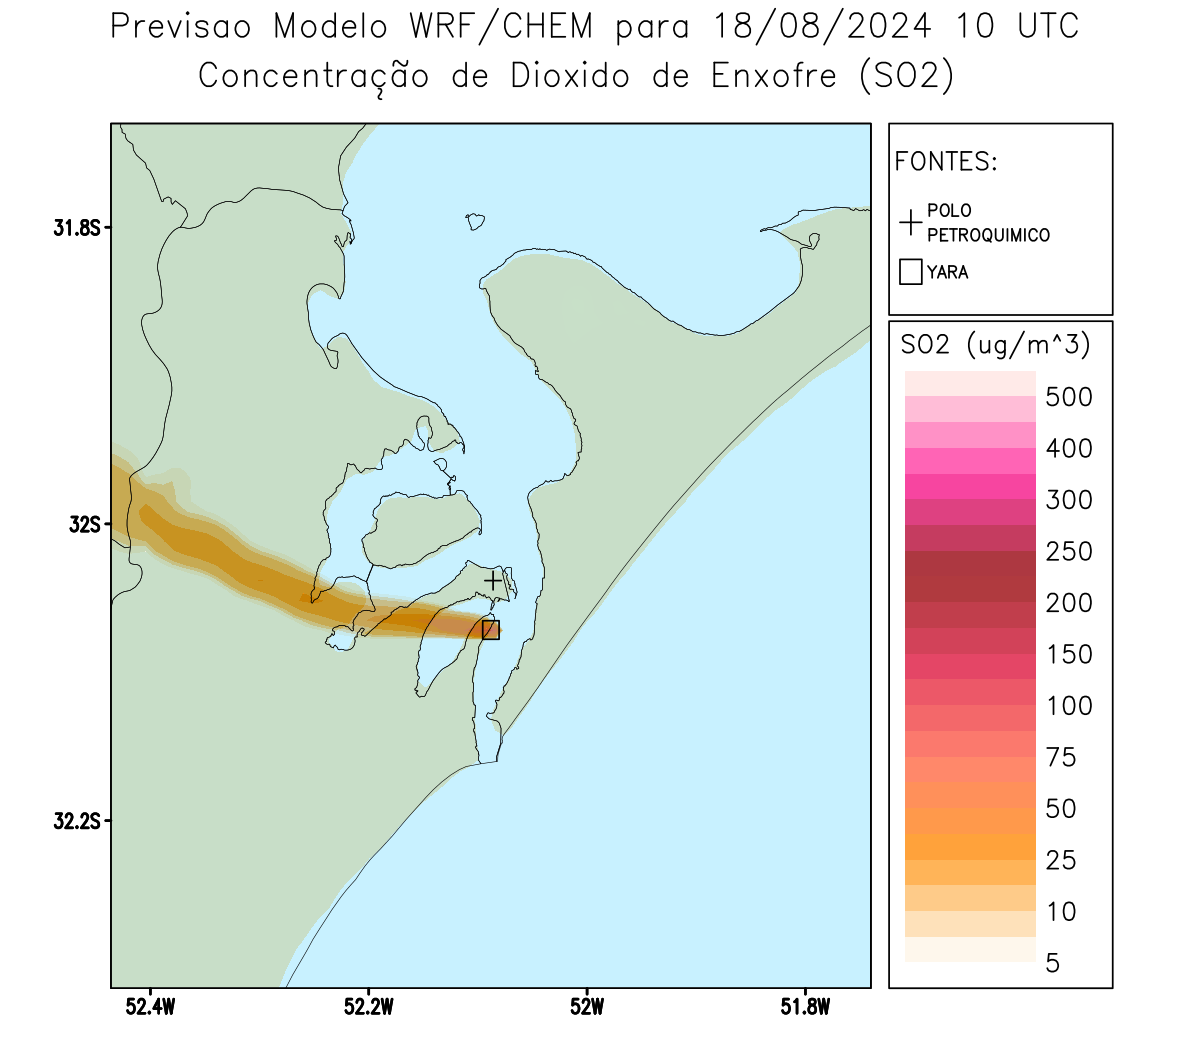 Previsao Modelo WRF/CHEM para 18/08/2024 10 UTC
Concentração de Dioxido de Enxofre (SO2)
FONTES:
POLO
PETROQUIMICO
YARA
31.8S
32S
32.2S
52.4W
52.2W
52W
51.8W
SO2 (ug/m^3)
500
400
300
250
200
150
100
75
50
25
10
5